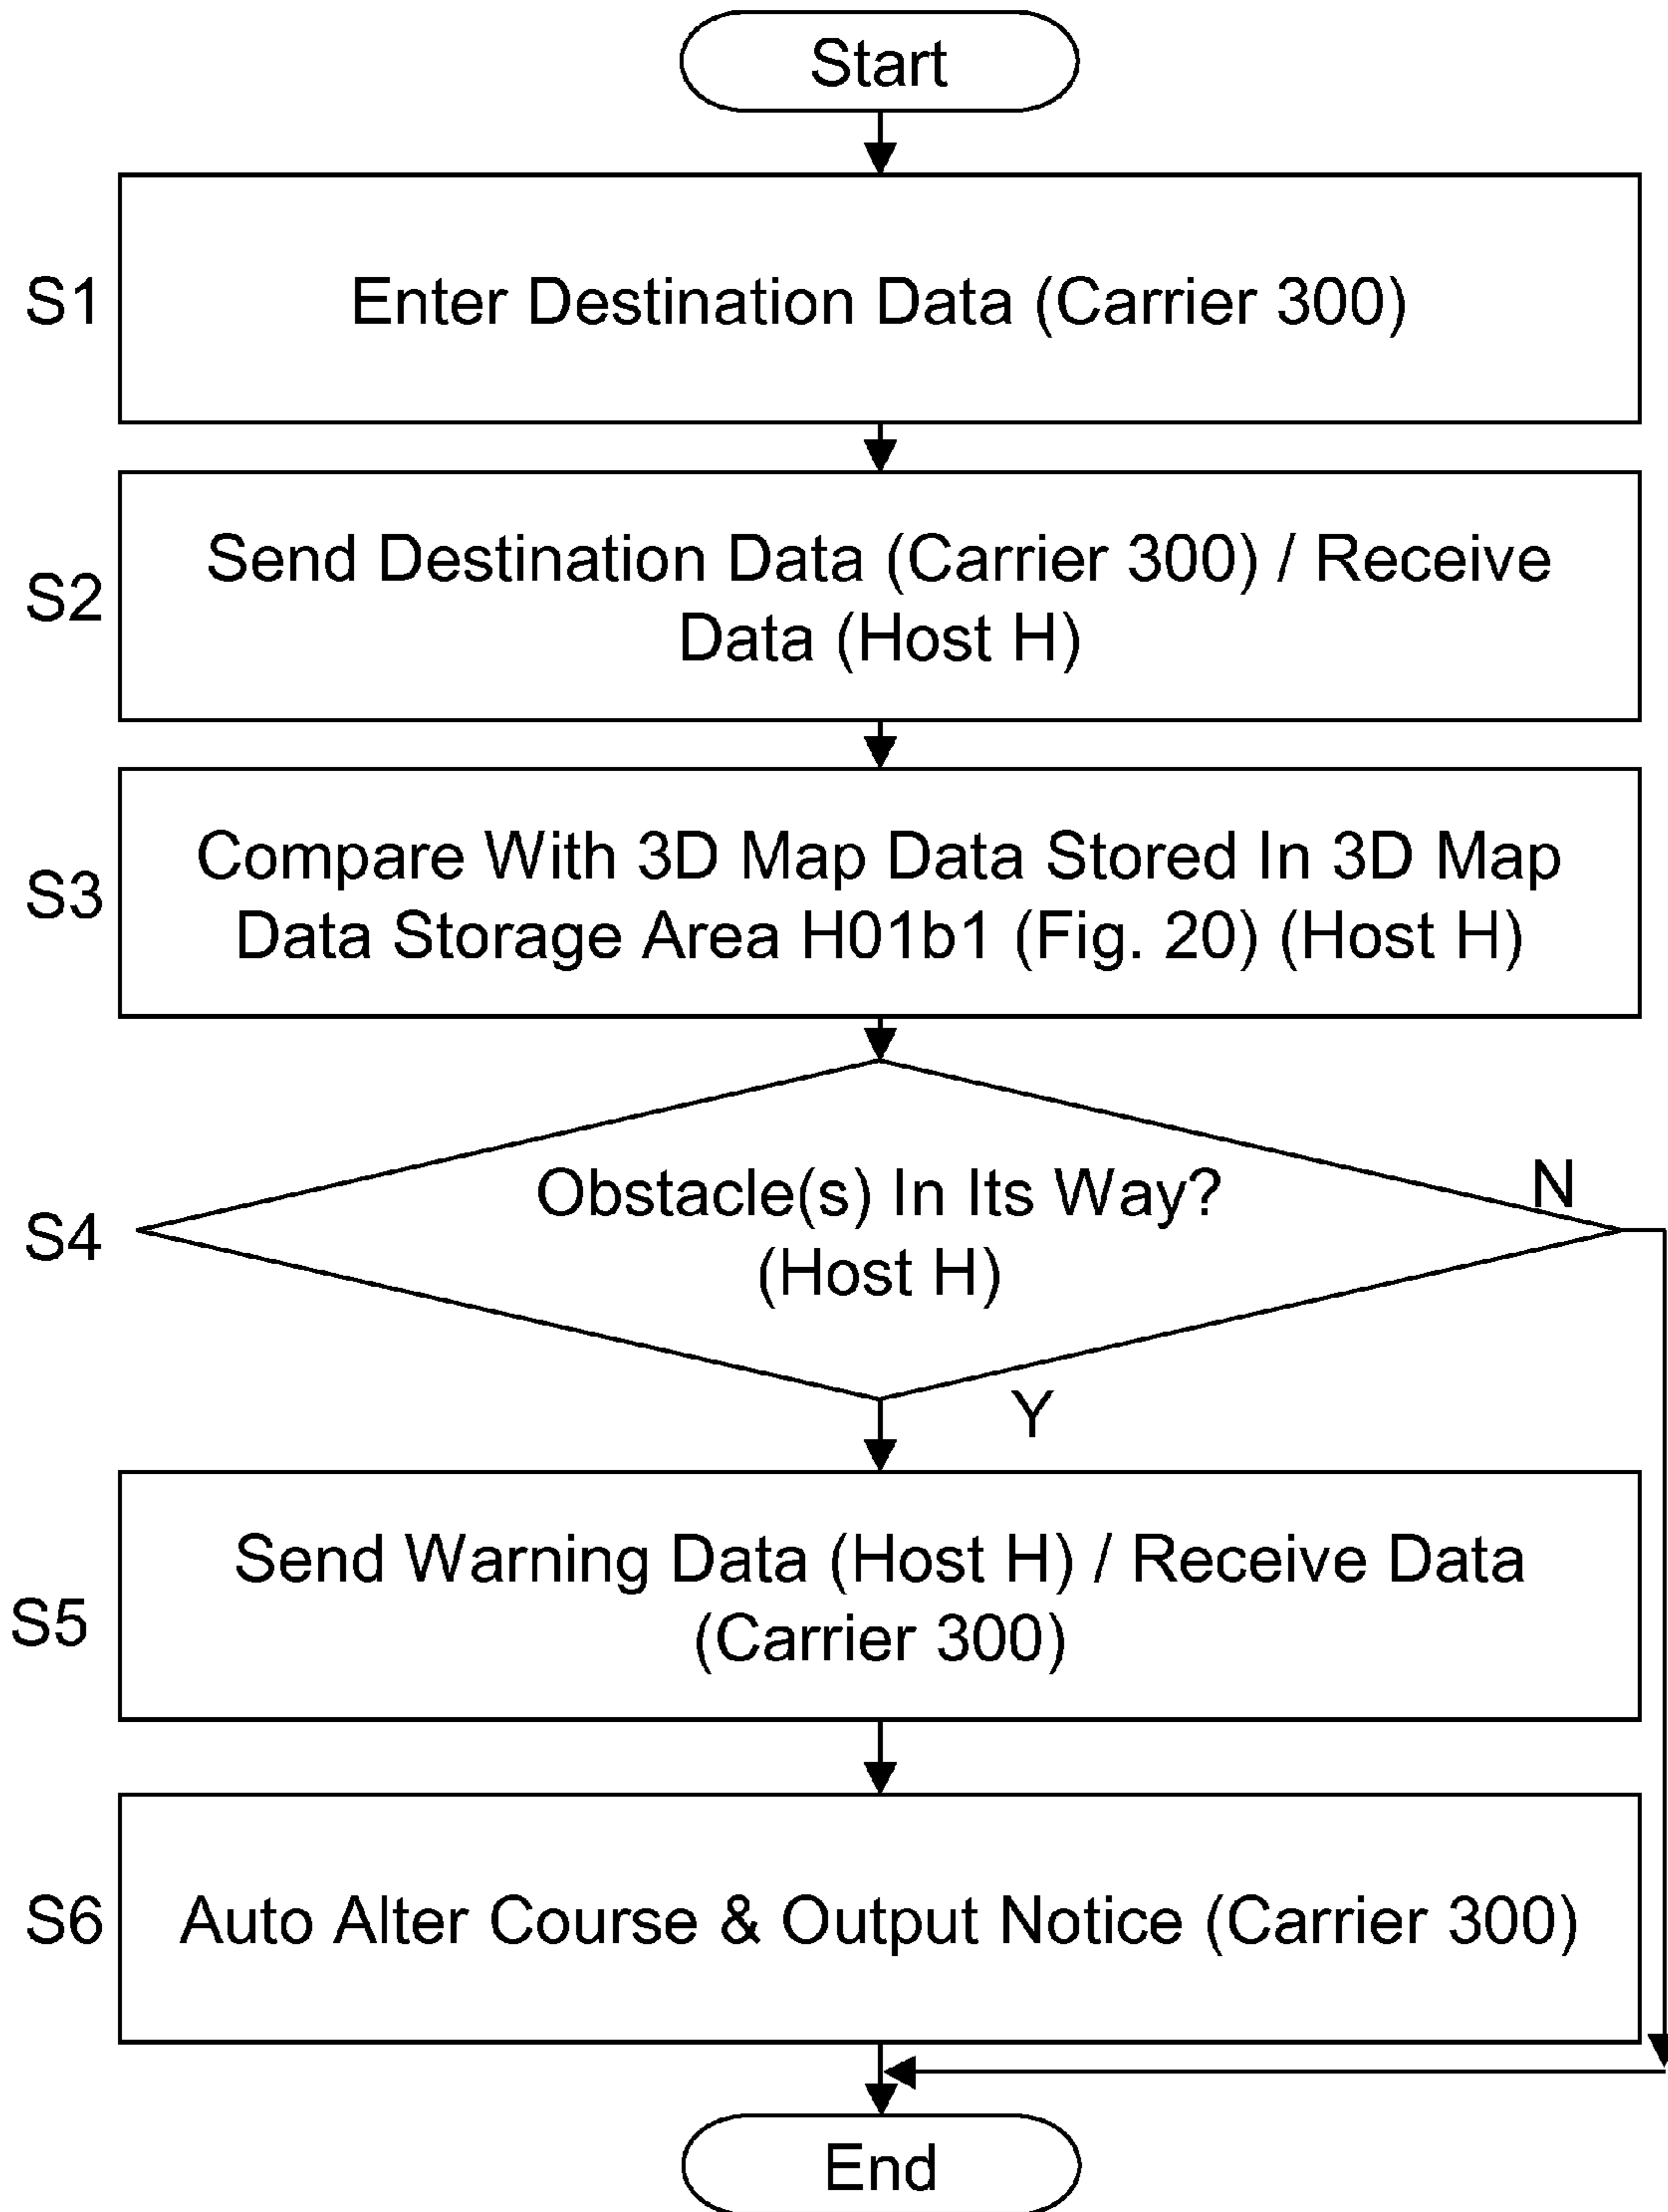 Start
S1
Enter Destination Data (Carrier 300)
S2
Send Destination Data (Carrier 300) / Receive
Data (Host H)
S3
Compare With 3D Map Data Stored In 3D Map
Data Storage Area H01b1 (Fig. 20) (Host H)
S4
Obstacle(s) In Its Way?
(Host H)
N
Y
S5
Send Warning Data (Host H) / Receive Data
(Carrier 300)
S6
Auto Alter Course & Output Notice (Carrier 300)
End